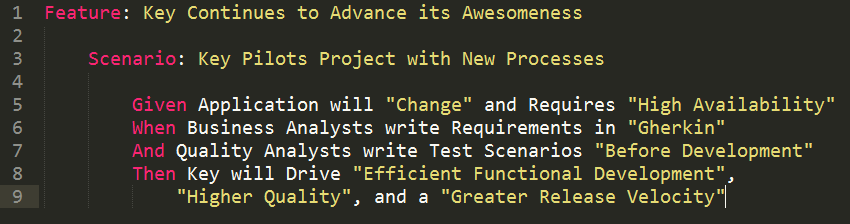 1 Feature: Key Continues to Advance its Awesomeness
2
3 Scenario: Key Pilots Project with New Processes
4
5 Given Application will "Change" and Requires "High Availability"
6 When Business Analysts write Requirements in "Gherkin"
7 And Quality Analysts write Test Scenarios "Before Development"
8 Then Key will Drive "Efficient Functional Development",
9 "Higher Quality", and a "Greater Release Velocity"